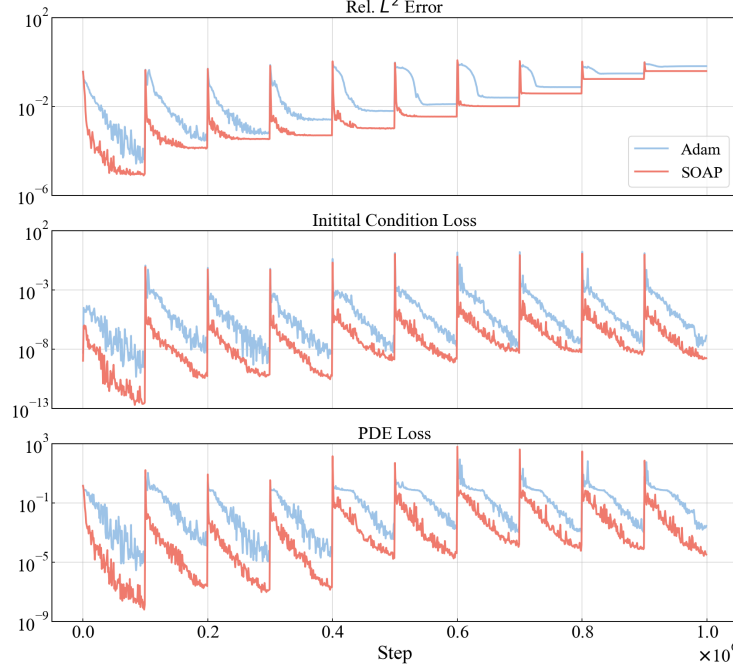 Rel. L² Error
10²
10⁻²
10⁻⁶
Adam
SOAP
Initital Condition Loss
10²
10⁻³
10⁻⁸
10⁻¹³
PDE Loss
10³
10⁻¹
10⁻⁵
10⁻⁹
0.0 0.2 0.4 0.6 0.8 1.0
Step